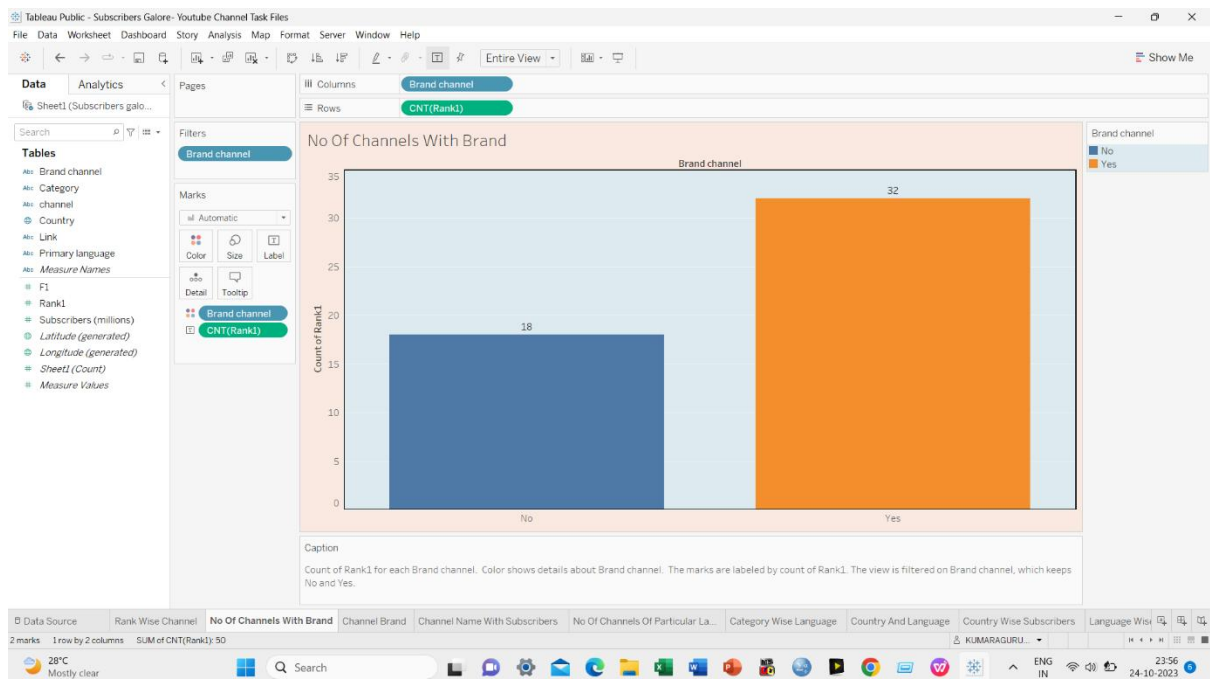 Tableau Public - Subscribers Galore- Youtube Channel Task Files
File Data Worksheet Dashboard Story Analysis Map Format Server Window Help
Entire View
Show Me
Data Analytics
Sheet1 (Subscribers galo...
Search
Tables
Abc Brand channel
Abc Category
Abc channel
Country
Abc Link
Abc Primary language
Abc Measure Names
# F1
# Rank1
# Subscribers (millions)
Latitude (generated)
Longitude (generated)
# Sheet1 (Count)
# Measure Values
Pages
Filters
Brand channel
Marks
Automatic
Color Size Label
Detail Tooltip
Brand channel
CNT(Rank1)
Columns Brand channel
Rows CNT(Rank1)
No Of Channels With Brand
Brand channel
Count of Rank1
35
30
25
20
15
10
5
0
18
32
No Yes
Caption
Count of Rank1 for each Brand channel. Color shows details about Brand channel. The marks are labeled by count of Rank1. The view is filtered on Brand channel, which keeps
No and Yes.
Brand channel
No
Yes
Data Source Rank Wise Channel No Of Channels With Brand Channel Brand Channel Name With Subscribers No Of Channels Of Particular La... Category Wise Language Country And Language Country Wise Subscribers Language Wis
2 marks 1 row by 2 columns SUM of CNT(Rank1): 50 KUMARAGURU...
28°C
Mostly clear
Search
ENG
IN
23:56
24-10-2023
6